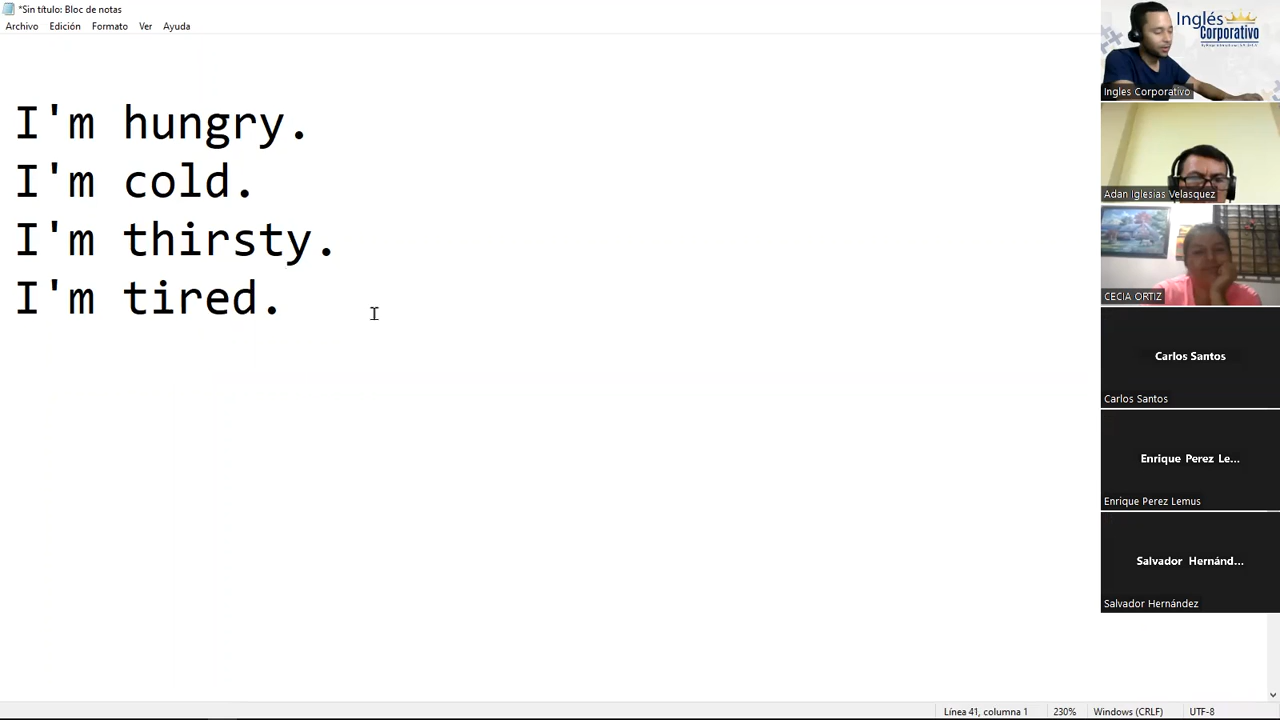 *Sin título: Bloc de notas
Archivo Edición Formato Ver Ayuda
I'm hungry.
I'm cold.
I'm thirsty.
I'm tired.
Inglés
Corporativo
Ingles Corporativo
Adan Iglesias Velasquez
CECIA ORTIZ
Carlos Santos
Carlos Santos
Enrique Perez Le...
Enrique Perez Lemus
Salvador Hernánd...
Salvador Hernández
Línea 41, columna 1 230% Windows (CRLF) UTF-8